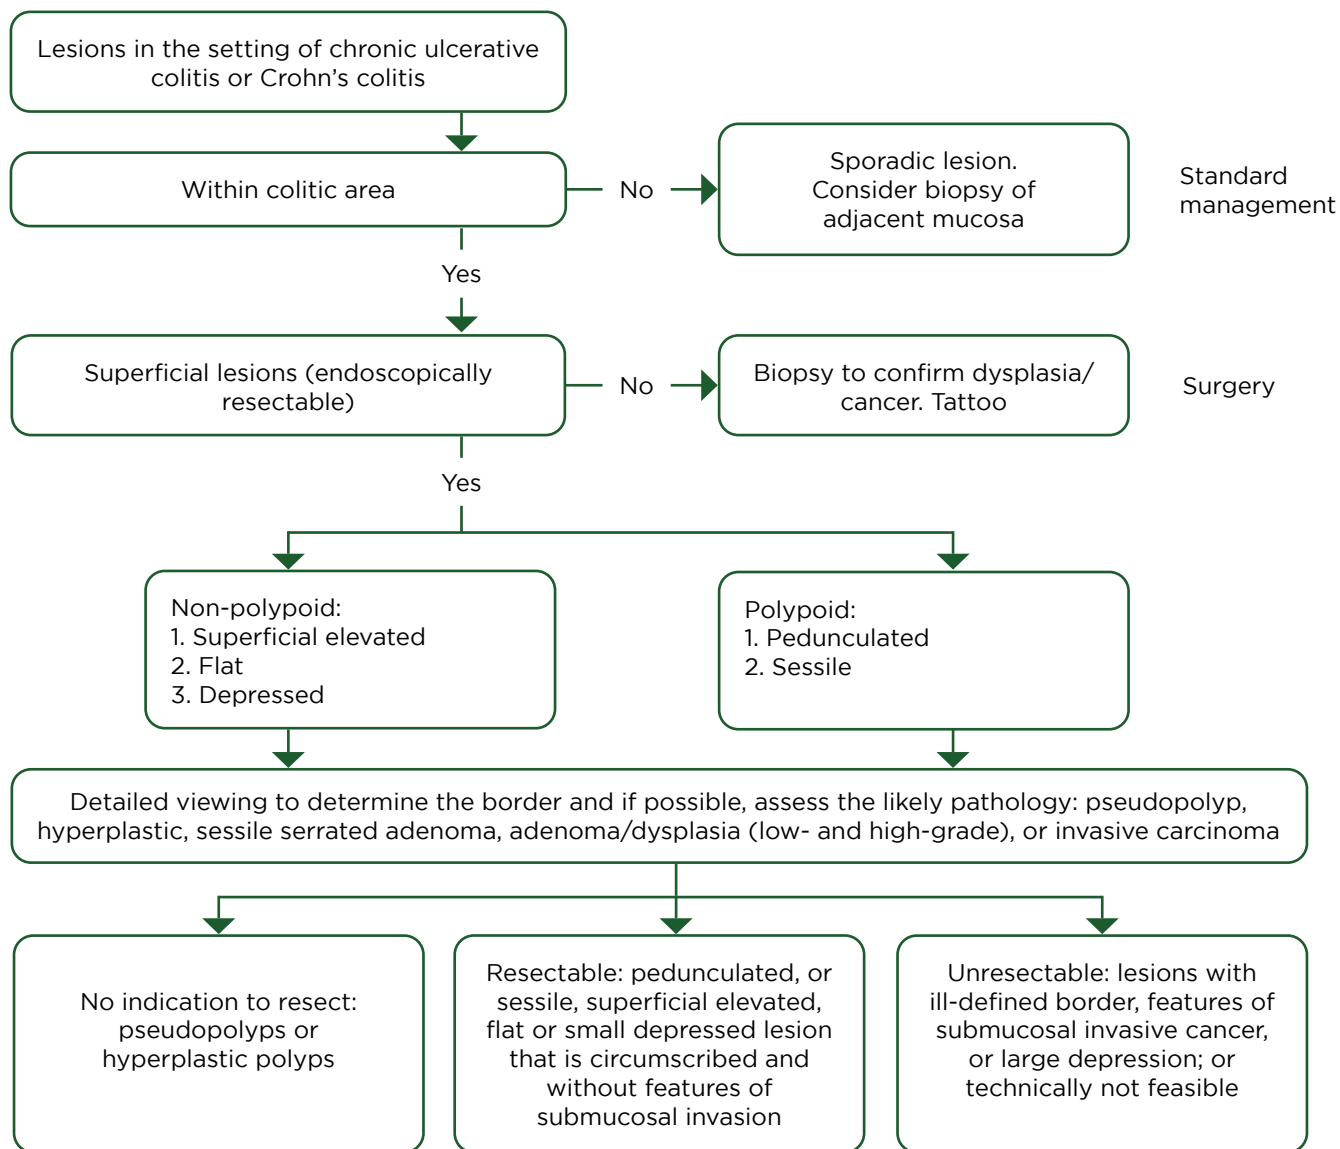 Lesions in the setting of chronic ulcerative
colitis or Crohn’s colitis
Within colitic area
No
Sporadic lesion.
Consider biopsy of
adjacent mucosa
Standard
management
Yes
Superficial lesions (endoscopically
resectable)
No
Biopsy to confirm dysplasia/
cancer. Tattoo
Surgery
Yes
Non-polypoid:
1. Superficial elevated
2. Flat
3. Depressed
Polypoid:
1. Pedunculated
2. Sessile
Detailed viewing to determine the border and if possible, assess the likely pathology: pseudopolyp,
hyperplastic, sessile serrated adenoma, adenoma/dysplasia (low- and high-grade), or invasive carcinoma
No indication to resect:
pseudopolyps or
hyperplastic polyps
Resectable: pedunculated, or
sessile, superficial elevated,
flat or small depressed lesion
that is circumscribed and
without features of
submucosal invasion
Unresectable: lesions with
ill-defined border, features of
submucosal invasive cancer,
or large depression; or
technically not feasible